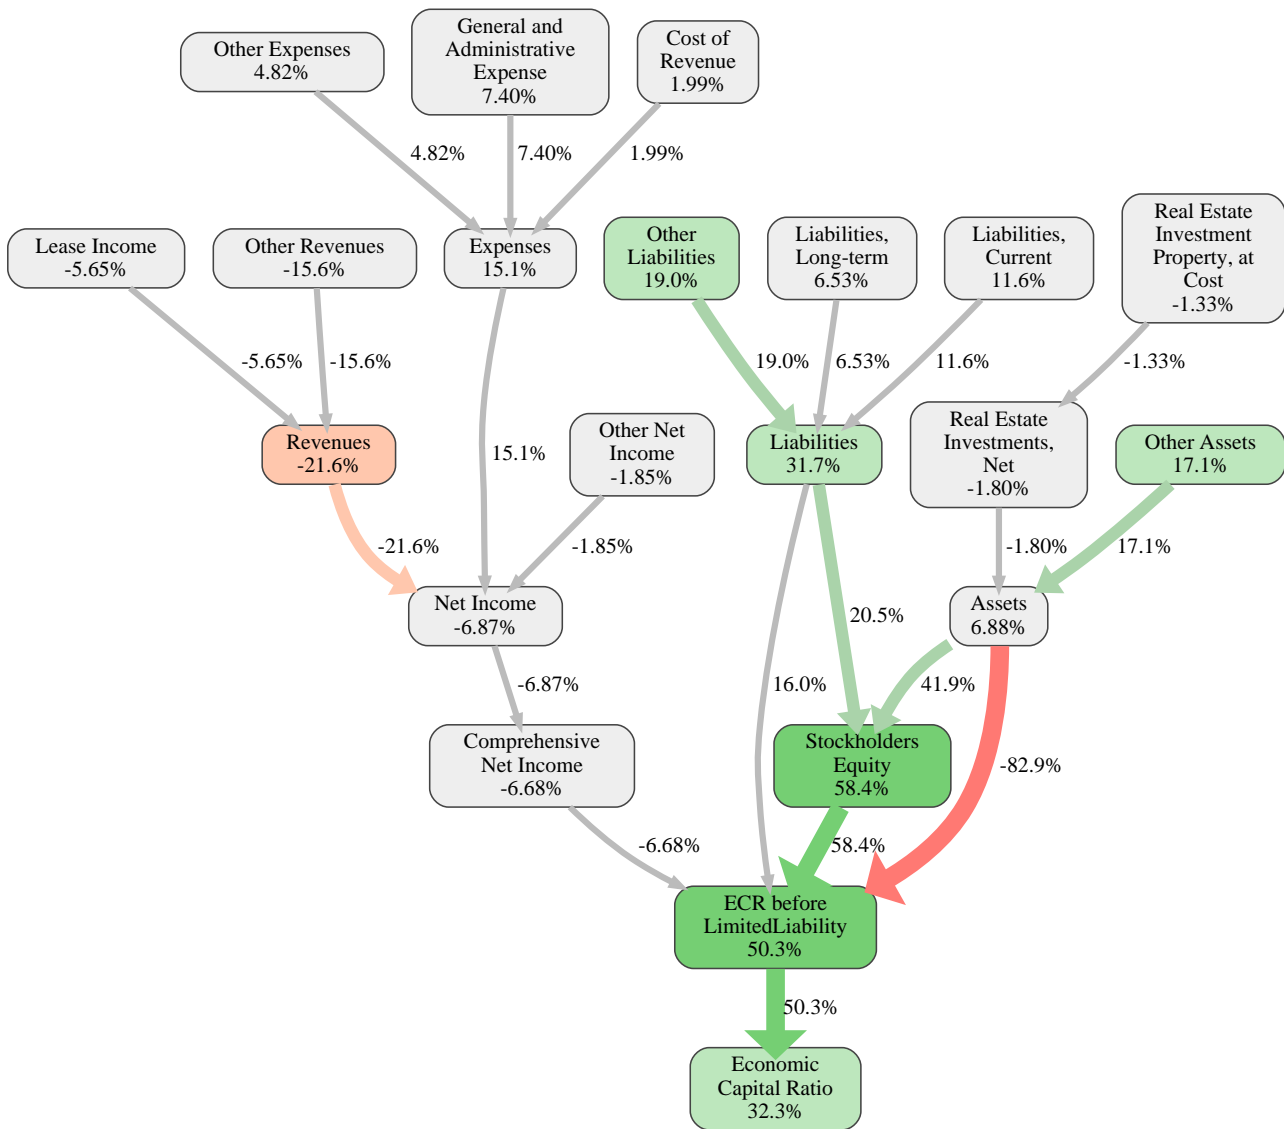 Other Expenses
4.82%
General and
Administrative
Expense
7.40%
Cost of
Revenue
1.99%
4.82%
7.40%
1.99%
Lease Income
-5.65%
Other Revenues
-15.6%
Expenses
15.1%
Other
Liabilities
19.0%
Liabilities,
Long-term
6.53%
Liabilities,
Current
11.6%
Real Estate
Investment
Property, at
Cost
-1.33%
-5.65%
-15.6%
19.0%
6.53%
11.6%
-1.33%
Revenues
-21.6%
15.1%
Other Net
Income
-1.85%
Liabilities
31.7%
Real Estate
Investments,
Net
-1.80%
Other Assets
17.1%
-21.6%
-1.85%
-1.80%
17.1%
Net Income
-6.87%
20.5%
Assets
6.88%
-6.87%
16.0%
41.9%
Comprehensive
Net Income
-6.68%
Stockholders
Equity
58.4%
-82.9%
-6.68%
58.4%
ECR before
LimitedLiability
50.3%
50.3%
Economic
Capital Ratio
32.3%